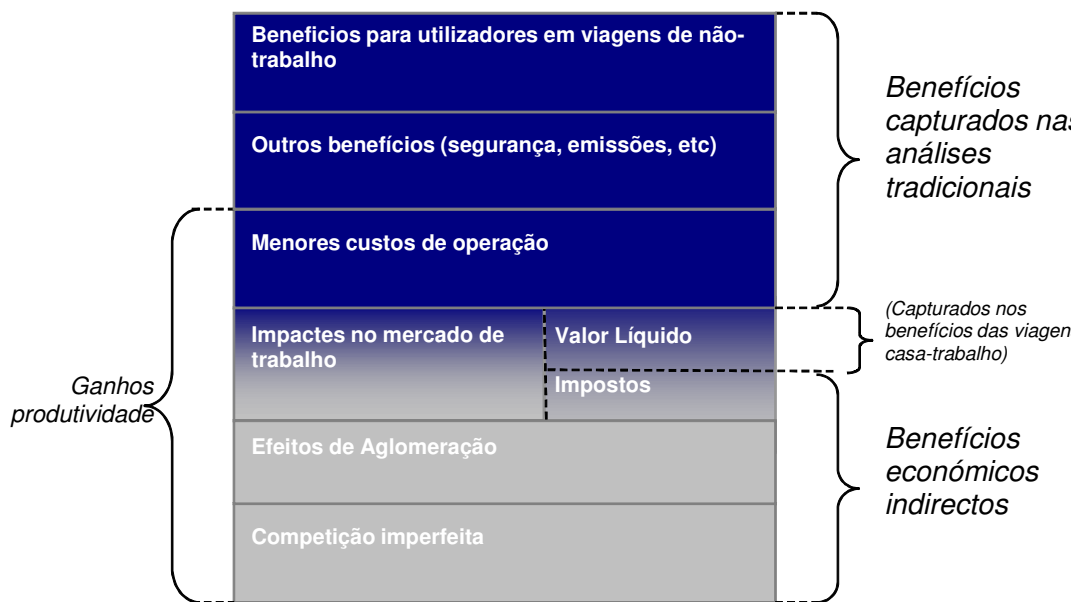 Beneficios para utilizadores em viagens de não-
trabalho
Outros benefícios (segurança, emissões, etc)
Menores custos de operação
Impactes no mercado de
trabalho
Valor Líquido
Impostos
Efeitos de Aglomeração
Competição imperfeita
Ganhos
produtividade
Benefícios
capturados nas
análises
tradicionais
(Capturados nos
benefícios das viagen
casa-trabalho)
Benefícios
económicos
indirectos